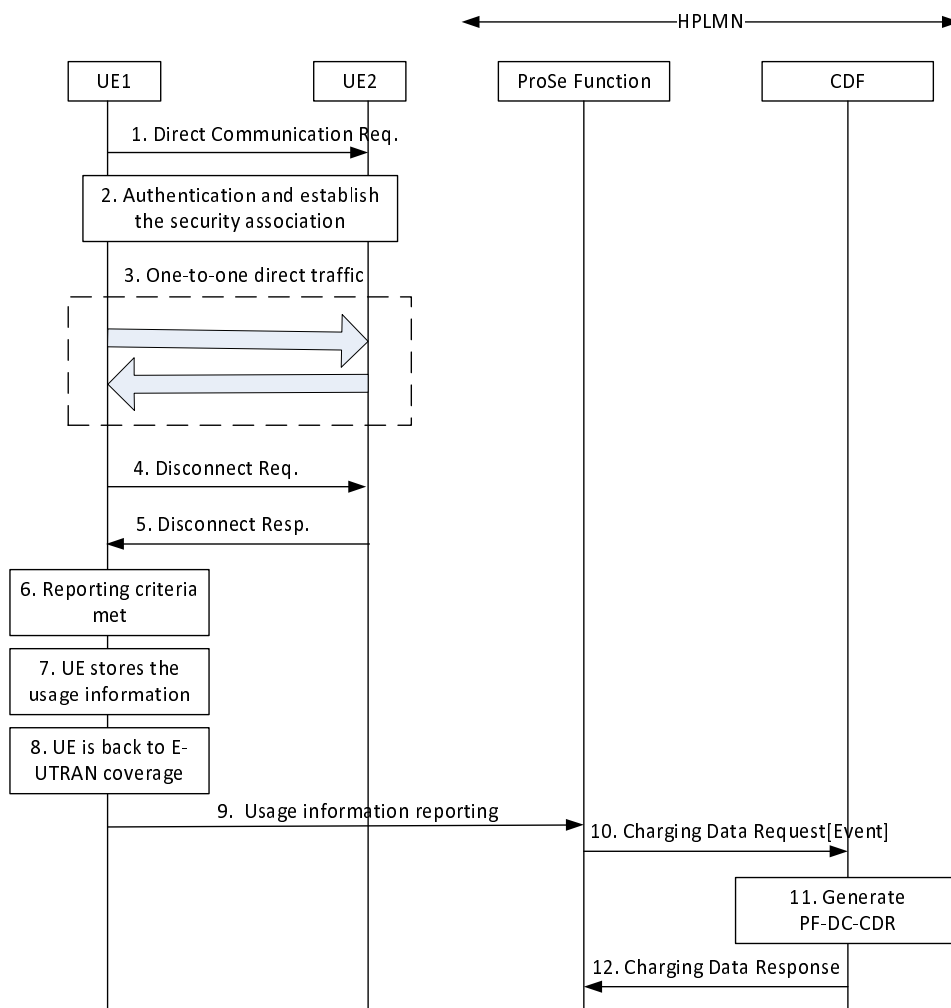 HPLMN
UE1
UE2
ProSe Function
CDF
1. Direct Communication Req.
2. Authentication and establish
the security association
3. One-to-one direct traffic
4. Disconnect Req.
5. Disconnect Resp.
6. Reporting criteria
met
7. UE stores the
usage information
8. UE is back to E-
UTRAN coverage
9. Usage information reporting
10. Charging Data Request[Event]
11. Generate
PF-DC-CDR
12. Charging Data Response